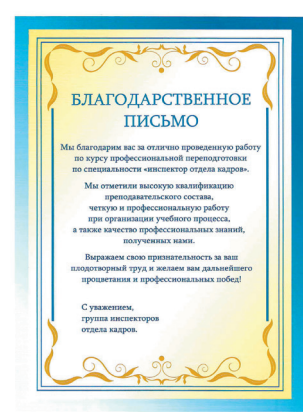 БЛАГОДАРСТВЕННОЕ
ПИСЬМО
Мы благодарим вас за отлично проведенную работу
по курсу профессиональной переподготовки
по специальности «инспектор отдела кадров».
Мы отметили высокую квалификацию
преподавательского состава,
четкую и профессиональную работу
при организации учебного процесса,
а также качество профессиональных знаний,
полученных нами.
Выражаем свою признательность за ваш
плодотворный труд и желаем вам дальнейшего
процветания и профессиональных побед!
С уважением,
группа инспекторов
отдела кадров.